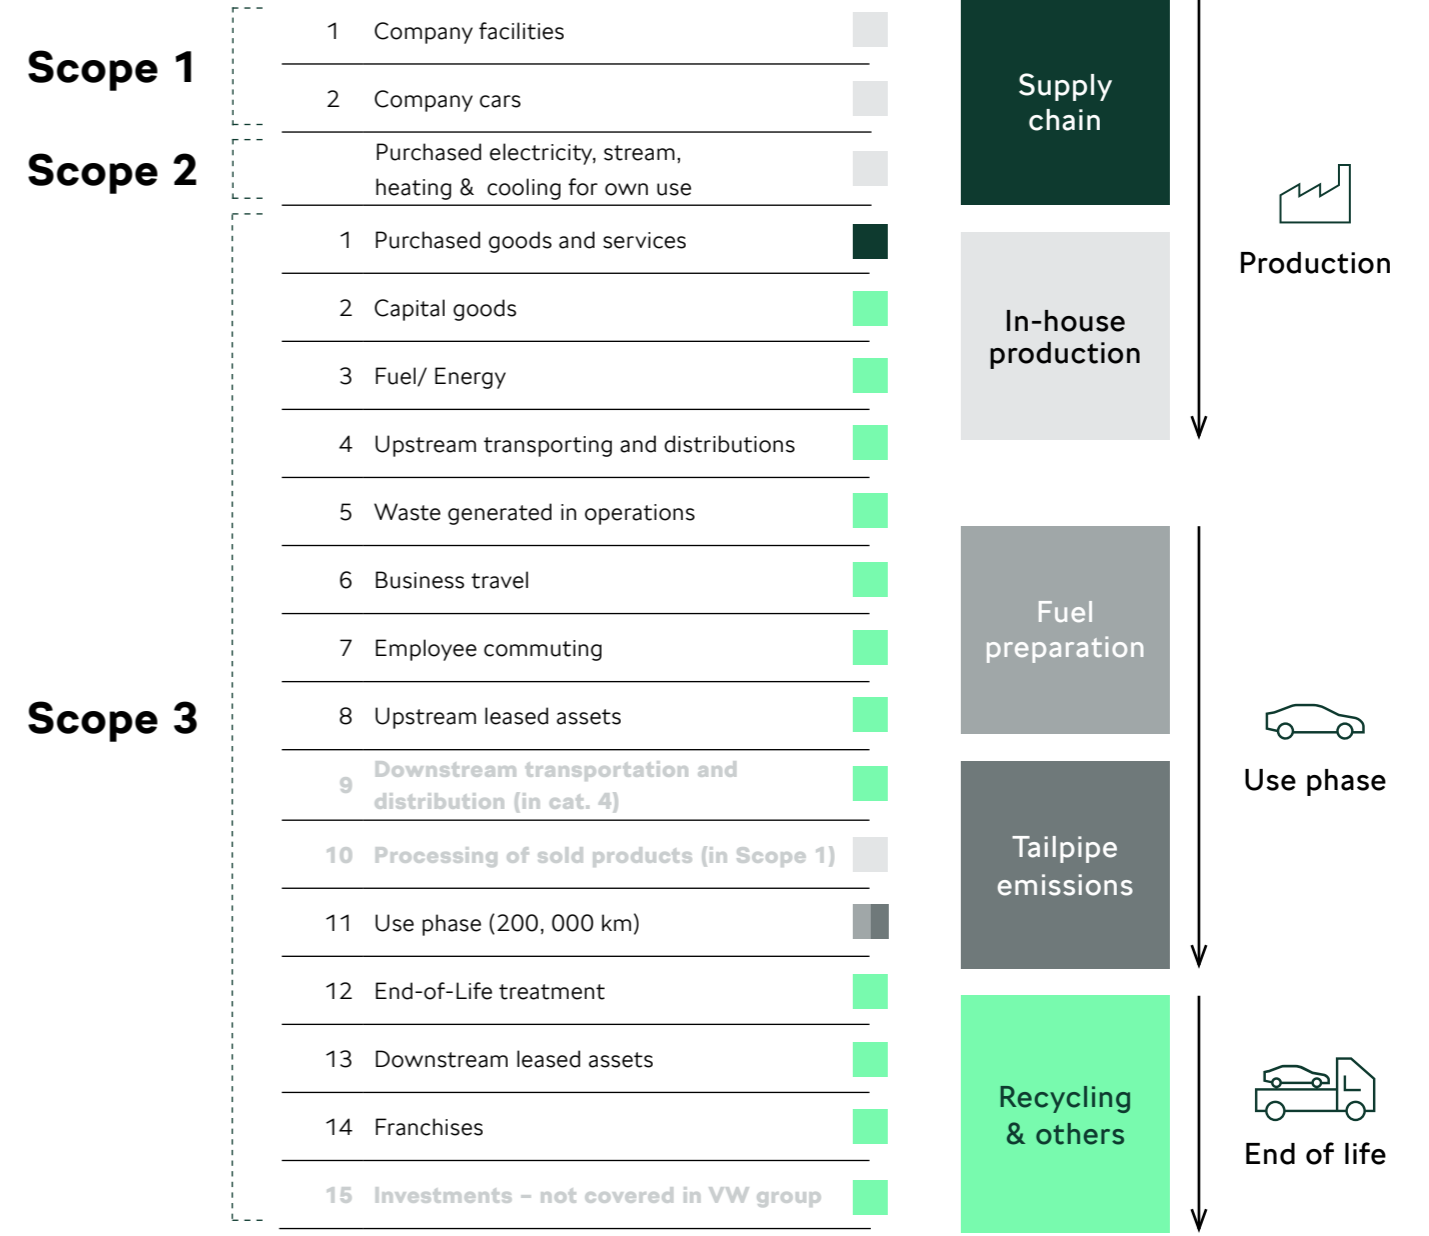 Scope 1
1 Company facilities
2 Company cars
Scope 2
Purchased electricity, stream,
heating & cooling for own use
Scope 3
1 Purchased goods and services
2 Capital goods
3 Fuel/ Energy
4 Upstream transporting and distributions
5 Waste generated in operations
6 Business travel
7 Employee commuting
8 Upstream leased assets
9 Downstream transportation and
distribution (in cat. 4)
10 Processing of sold products (in Scope 1)
11 Use phase (200, 000 km)
12 End-of-Life treatment
13 Downstream leased assets
14 Franchises
15 Investments – not covered in VW group
Supply
chain
In-house
production
Production
Fuel
preparation
Tailpipe
emissions
Use phase
Recycling
& others
End of life